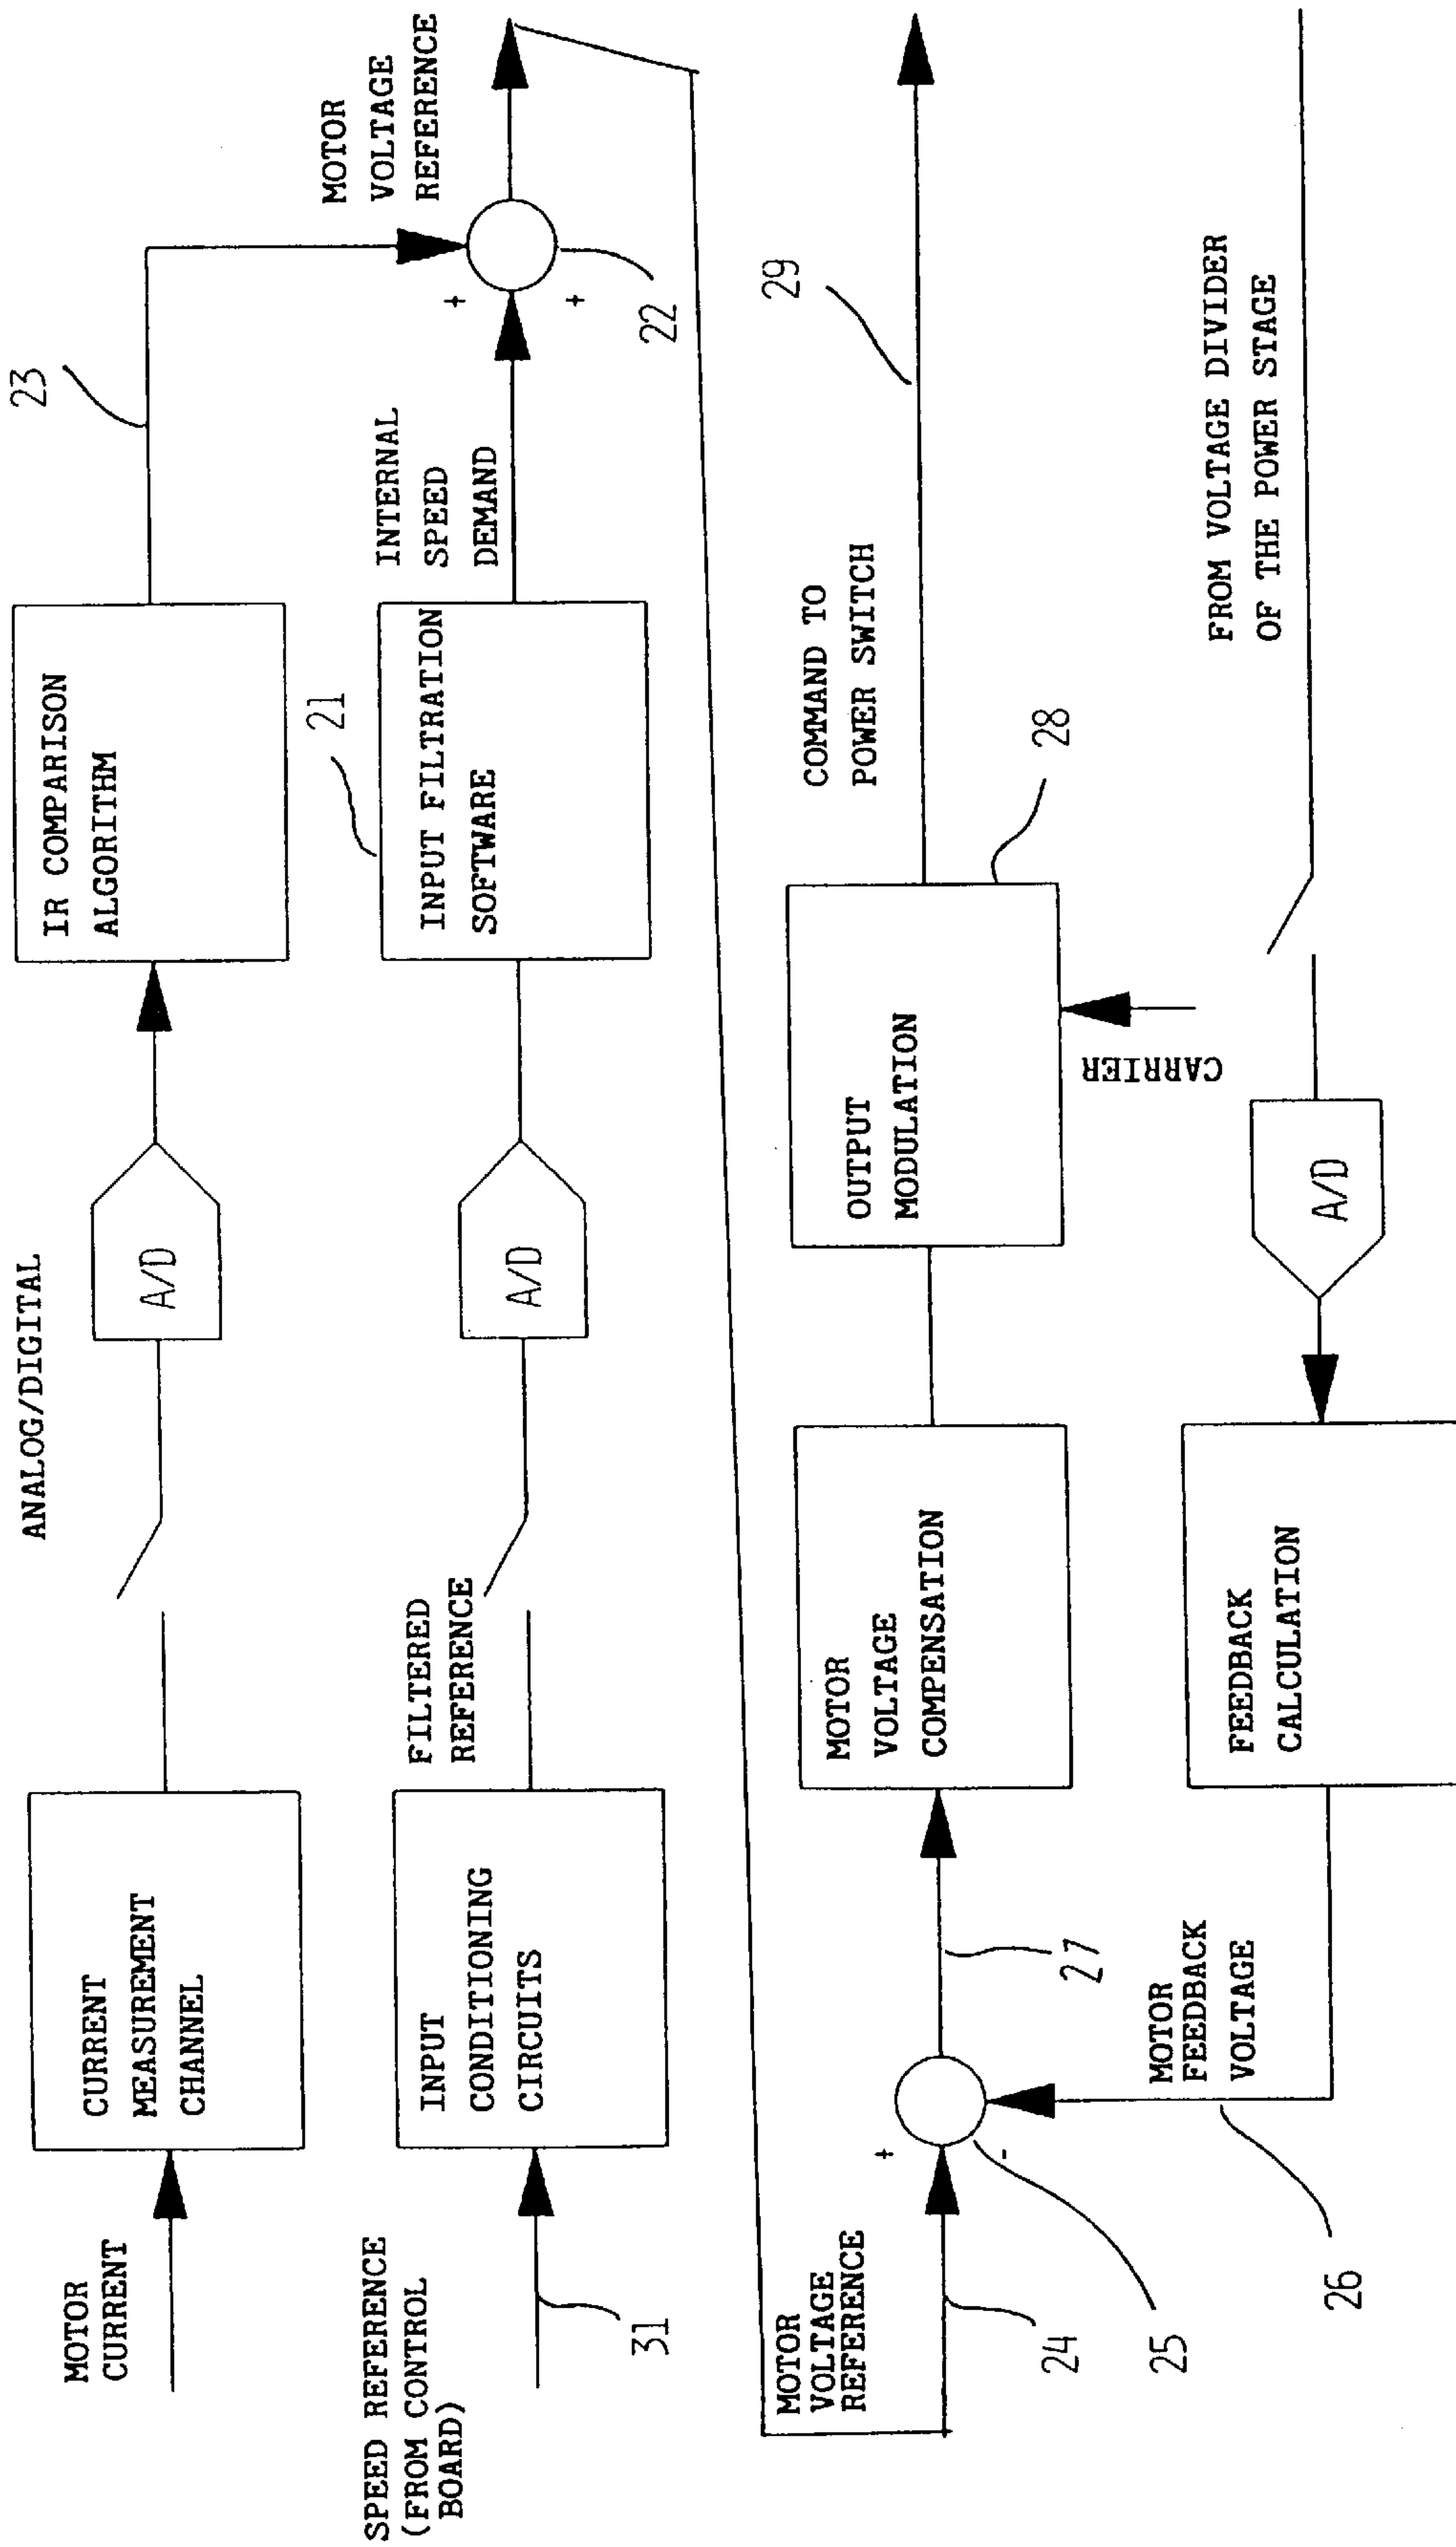 ANALOG/DIGITAL
MOTOR
CURRENT
CURRENT
MEASUREMENT
CHANNEL
A/D
IR COMPARISON
ALGORITHM
23
SPEED REFERENCE
(FROM CONTROL
BOARD)
31
INPUT
CONDITIONING
CIRCUITS
FILTERED
REFERENCE
A/D
21
INPUT FILTRATION
SOFTWARE
INTERNAL
SPEED
DEMAND
+
+
22
MOTOR
VOLTAGE
REFERENCE
MOTOR
VOLTAGE
REFERENCE
24
+
-
25
27
MOTOR
VOLTAGE
COMPENSATION
OUTPUT
MODULATION
28
CARRIER
COMMAND TO
POWER SWITCH
29
26
MOTOR
FEEDBACK
VOLTAGE
FEEDBACK
CALCULATION
A/D
FROM VOLTAGE DIVIDER
OF THE POWER STAGE